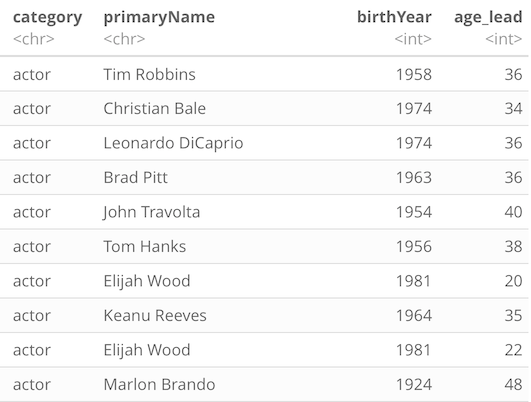 category primaryName birthYear age_lead
<chr> <chr> <int> <int>
actor Tim Robbins 1958 36
actor Christian Bale 1974 34
actor Leonardo DiCaprio 1974 36
actor Brad Pitt 1963 36
actor John Travolta 1954 40
actor Tom Hanks 1956 38
actor Elijah Wood 1981 20
actor Keanu Reeves 1964 35
actor Elijah Wood 1981 22
actor Marlon Brando 1924 48